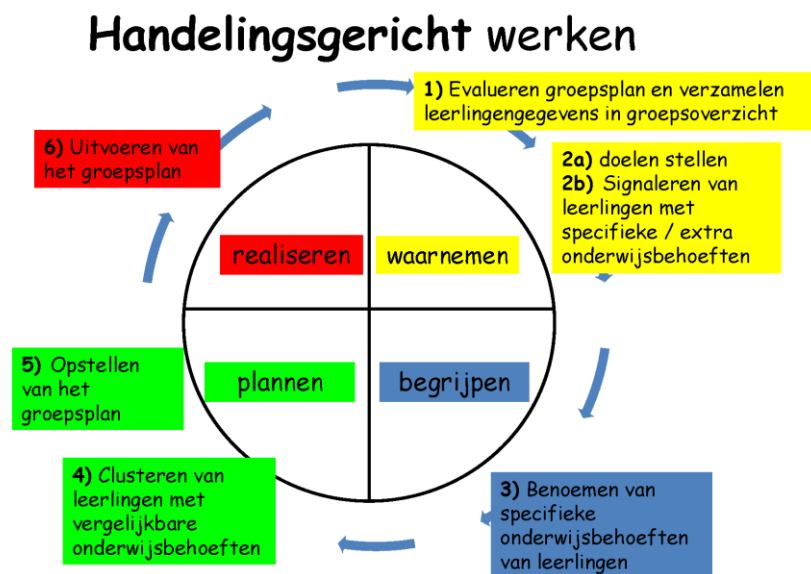 Handelingsgericht werken
1) Evalueren groepsplan en verzamelen
leerlingengegevens in groepsoverzicht
2a) doelen stellen
2b) Signaleren van
leerlingen met
specifieke / extra
onderwijsbehoeften
3) Benoemen van
specifieke
onderwijsbehoeften
van leerlingen
4) Clusteren van
leerlingen met
vergelijkbare
onderwijsbehoeften
5) Opstellen
van het
groepsplan
6) Uitvoeren van
het groepsplan
realiseren
waarnemen
plannen
begrijpen